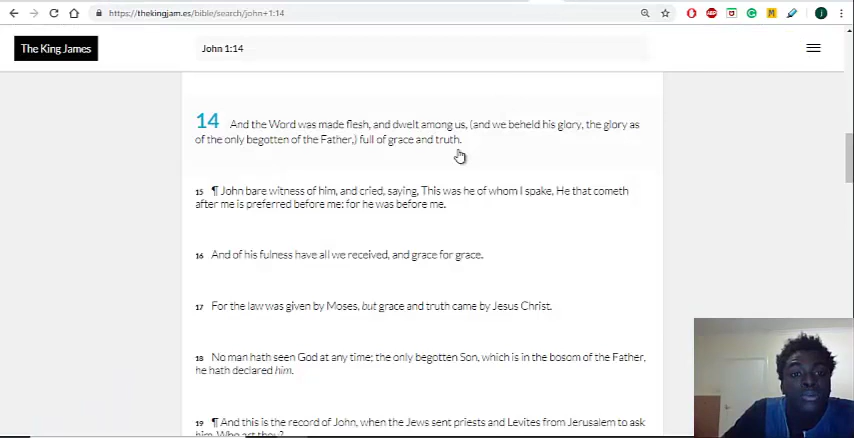 https://thekingjam.es/bible/search/john+1:14
The King James
John 1:14
14 And the Word was made flesh, and dwelt among us, (and we beheld his glory, the glory as
of the only begotten of the Father,) full of grace and truth.
15 ¶ John bare witness of him, and cried, saying, This was he of whom I spake, He that cometh
after me is preferred before me: for he was before me.
16 And of his fulness have all we received, and grace for grace.
17 For the law was given by Moses, but grace and truth came by Jesus Christ.
18 No man hath seen God at any time; the only begotten Son, which is in the bosom of the Father,
he hath declared him.
19 ¶ And this is the record of John, when the Jews sent priests and Levites from Jerusalem to ask
him, Who art thou?